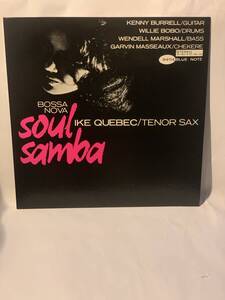 KENNY BURRELL/GUITAR
WILLIE BOBO/DRUMS
WENDELL MARSHALL/BASS
GARVIN MASSEAUX/CHEKERE
STEREO
BLUE NOTE
BOSSA
NOVA
soul
IKE QUEBEC/TENOR SAX
samba